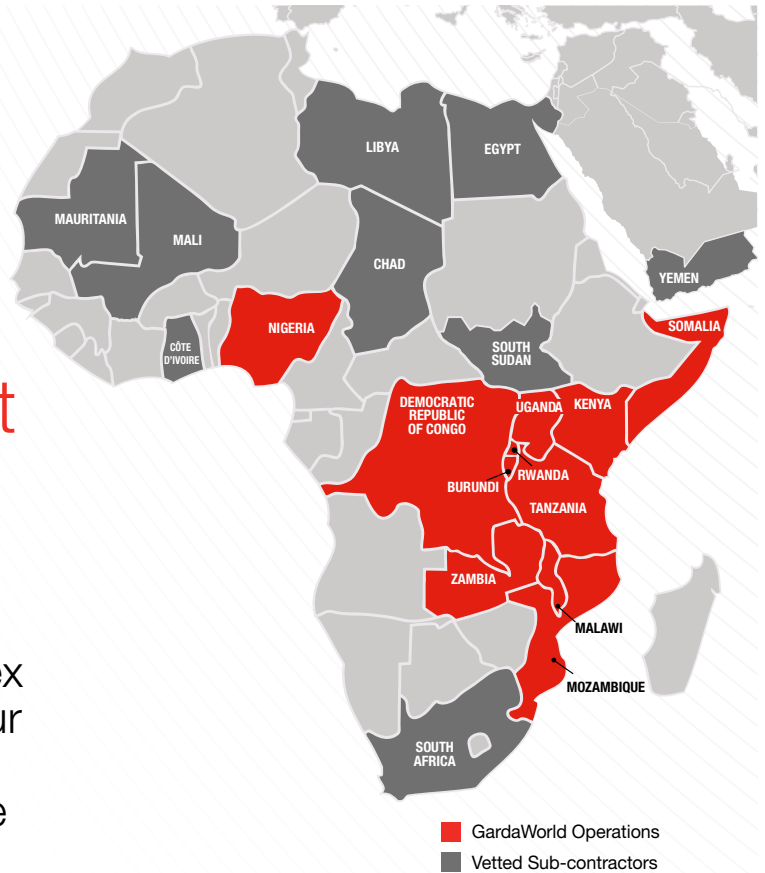 LIBYA
EGYPT
MAURITANIA
MALI
CHAD
YEMEN
NIGERIA
SOMALIA
CÔTE
D'IVOIRE
SOUTH
SUDAN
DEMOCRATIC
REPUBLIC
OF CONGO
UGANDA
KENYA
RWANDA
BURUNDI
TANZANIA
ZAMBIA
MALAWI
MOZAMBIQUE
SOUTH
AFRICA
GardaWorld Operations
Vetted Sub-contractors